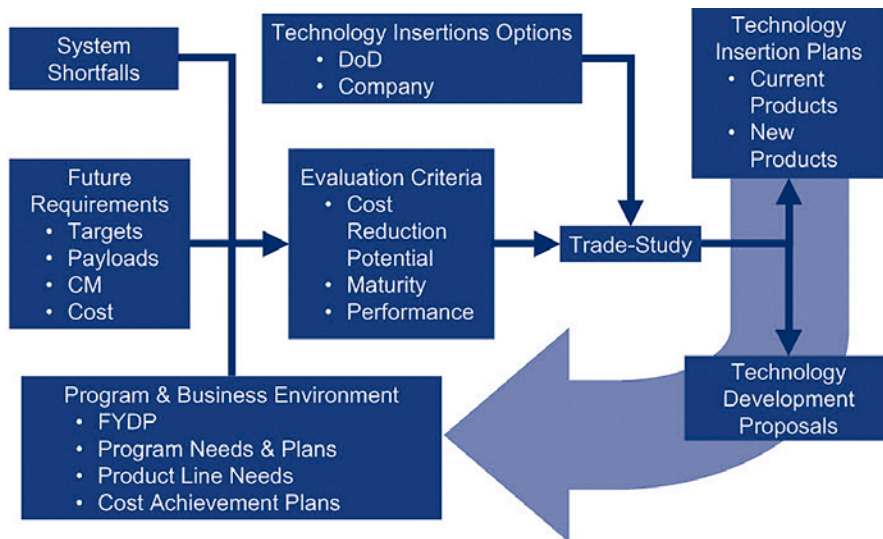 System
Shortfalls
Technology Insertions Options
• DoD
• Company
Technology
Insertion Plans
• Current
Products
• New
Products
Future
Requirements
• Targets
• Payloads
• CM
• Cost
Evaluation Criteria
• Cost
Reduction
Potential
• Maturity
• Performance
Trade-Study
Program & Business Environment
• FYDP
• Program Needs & Plans
• Product Line Needs
• Cost Achievement Plans
Technology
Development
Proposals